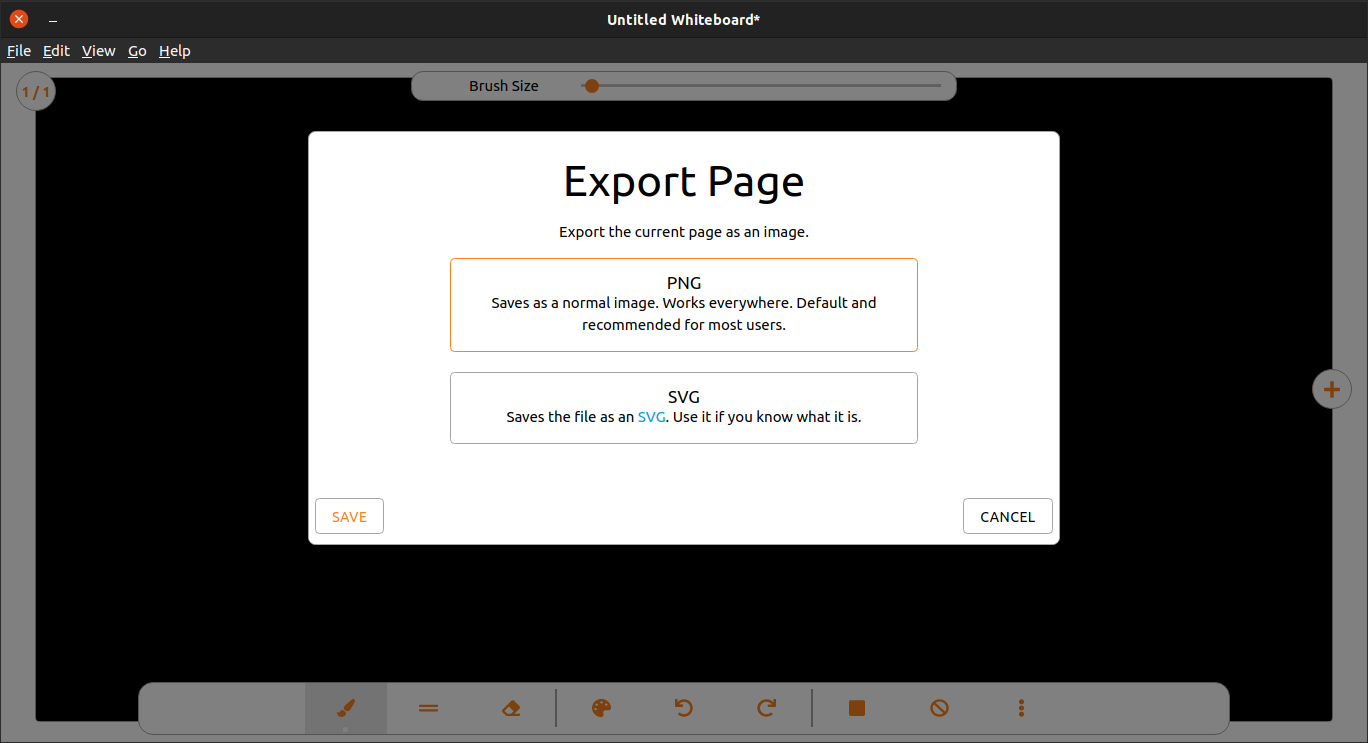 Untitled Whiteboard*
File Edit View Go Help
1 / 1
Brush Size
Export Page
Export the current page as an image.
PNG
Saves as a normal image. Works everywhere. Default and
recommended for most users.
SVG
Saves the file as an SVG. Use it if you know what it is.
SAVE
CANCEL